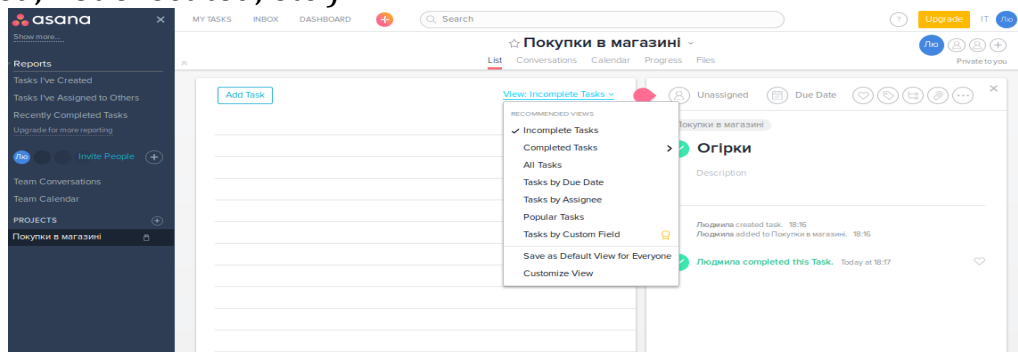 asana ×
MY TASKS INBOX DASHBOARD + Search ? Upgrade IT Лю
Show more...
☆ Покупки в магазині
Лю
List Conversations Calendar Progress Files
Private to you
Reports
Tasks I've Created
Tasks I've Assigned to Others
Recently Completed Tasks
Upgrade for more reporting
Лю Invite People +
Team Conversations
Team Calendar
PROJECTS +
Покупки в магазині
Add Task
View: Incomplete Tasks
RECOMMENDED VIEWS
✓ Incomplete Tasks
Completed Tasks >
All Tasks
Tasks by Due Date
Tasks by Assignee
Popular Tasks
Tasks by Custom Field
Save as Default View for Everyone
Customize View
Unassigned Due Date ×
Покупки в магазині
Огірки
Description
Людмила created task. 18:16
Людмила added to Покупки в магазині. 18:16
Людмила completed this Task. Today at 18:17